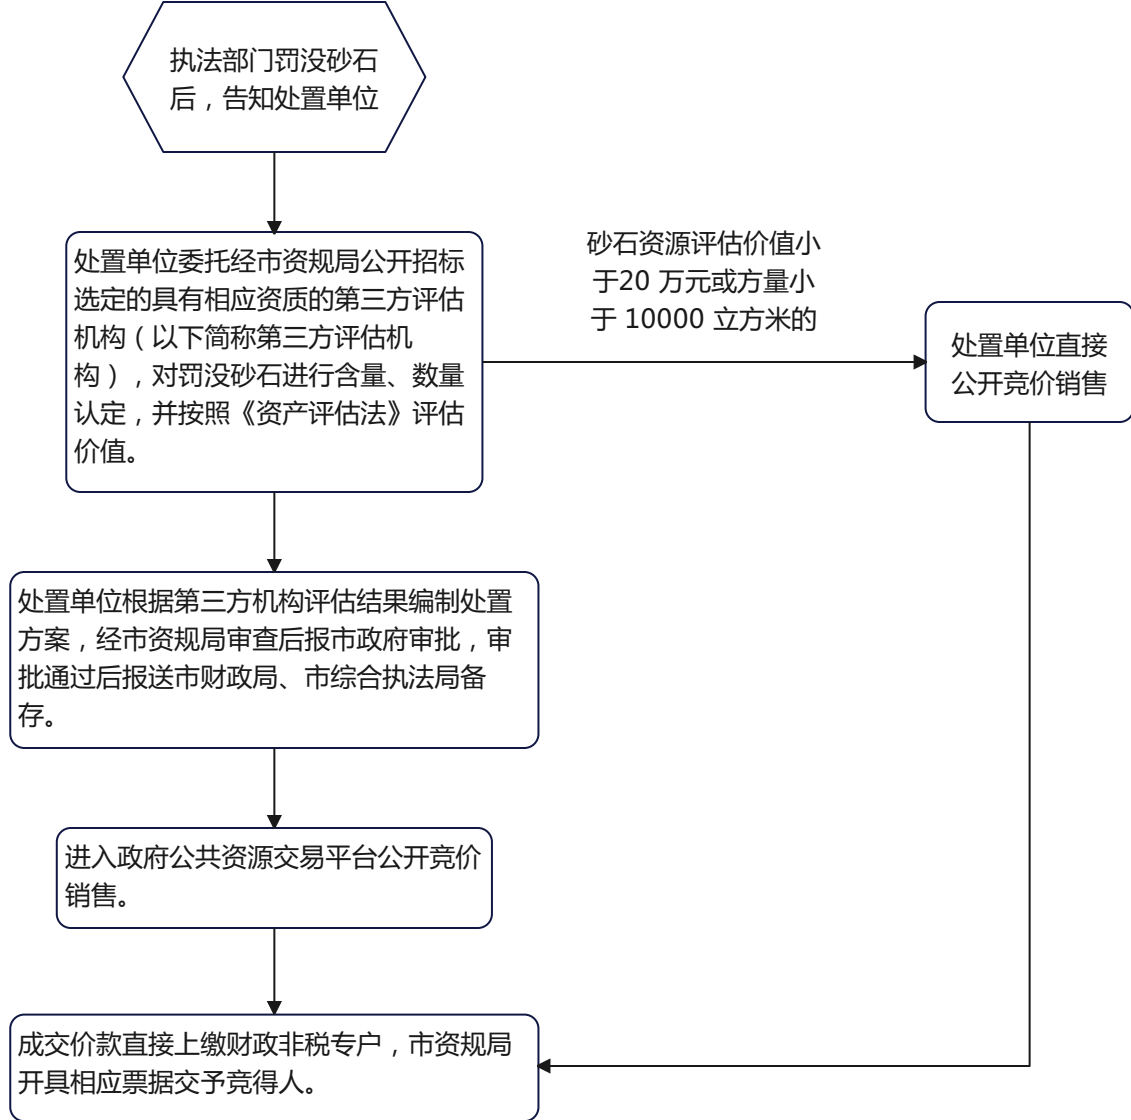 执法部门罚没砂石
后，告知处置单位
处置单位委托经市资规局公开招标
选定的具有相应资质的第三方评估
机构（以下简称第三方评估机
构），对罚没砂石进行含量、数量
认定，并按照《资产评估法》评估
价值。
砂石资源评估价值小
于20 万元或方量小
于 10000 立方米的
处置单位直接
公开竞价销售
处置单位根据第三方机构评估结果编制处置
方案，经市资规局审查后报市政府审批，审
批通过后报送市财政局、市综合执法局备
存。
进入政府公共资源交易平台公开竞价
销售。
成交价款直接上缴财政非税专户，市资规局
开具相应票据交予竞得人。